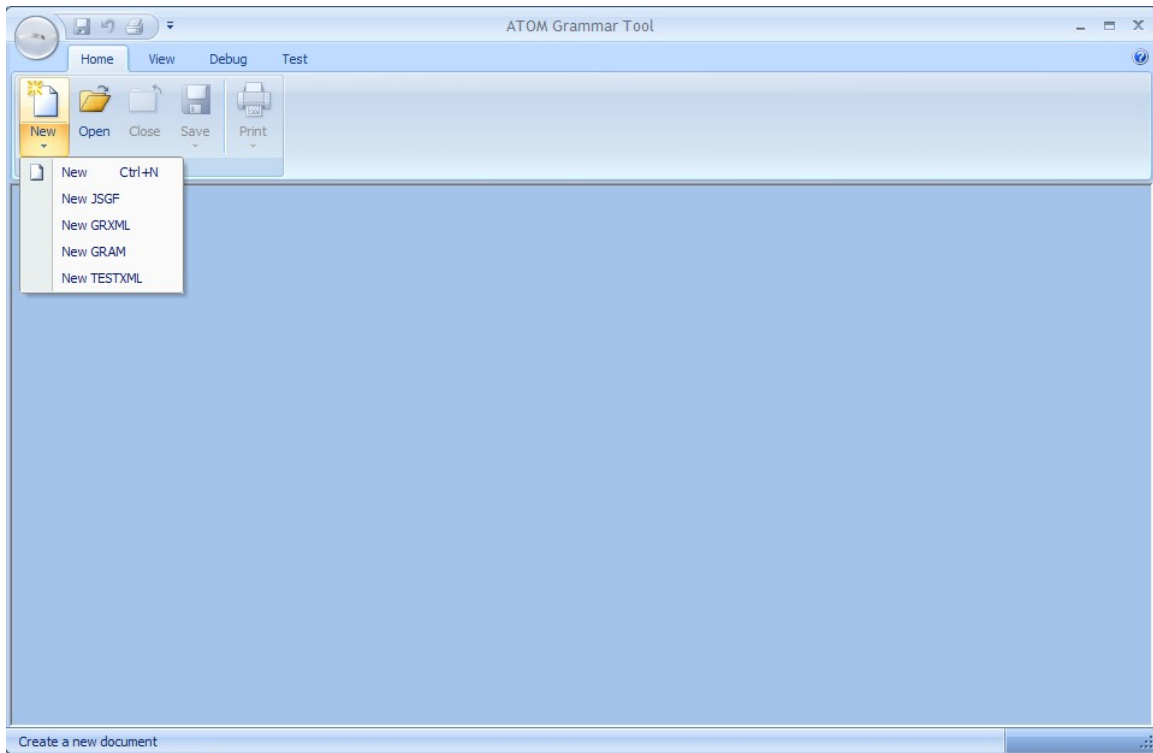 ATOM Grammar Tool
Home View Debug Test
New Open Close Save Print
New Ctrl+N
New JSGF
New GRXML
New GRAM
New TESTXML
Create a new document